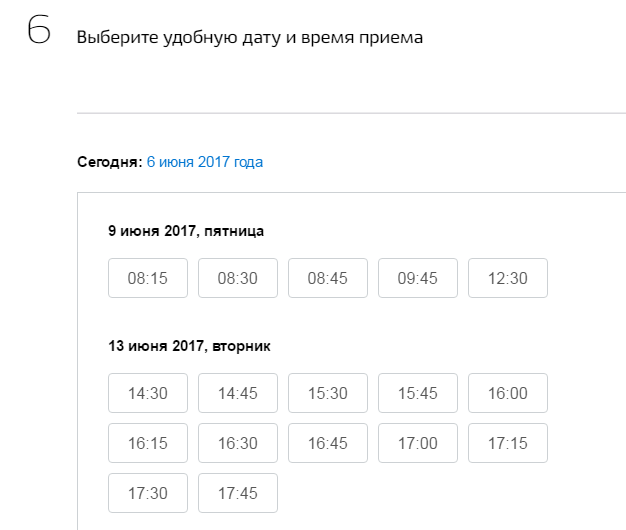 6 Выберите удобную дату и время приема
Сегодня: 6 июня 2017 года
9 июня 2017, пятница
08:15 08:30 08:45 09:45 12:30
13 июня 2017, вторник
14:30 14:45 15:30 15:45 16:00
16:15 16:30 16:45 17:00 17:15
17:30 17:45